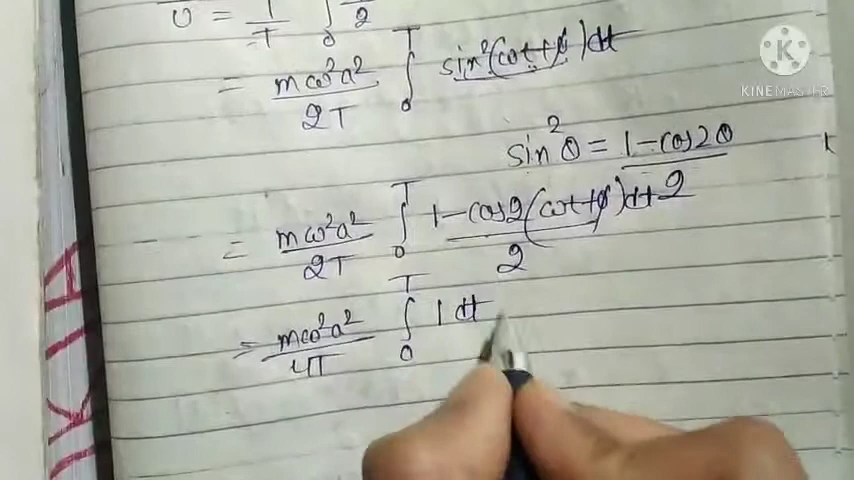 U = 1/T ∫₀ /2
= mω²a²/2T ∫₀ᵀ sin²(ωt+φ)dt
KINEMASTER
sin²θ = 1-cos2θ/2
= mω²a²/2T ∫₀ᵀ 1-cos2(ωt+φ)dt/2
= mω²a²/4T ∫₀ᵀ 1 dt